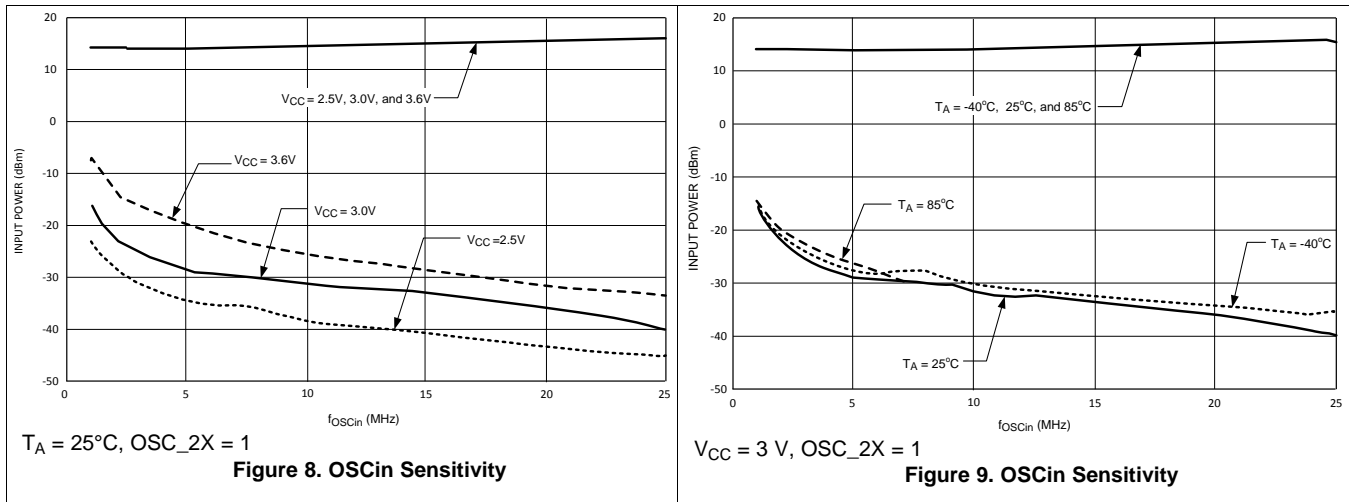 20
10
0
-10
-20
-30
-40
-50
INPUT POWER (dBm)
VCC = 2.5V, 3.0V, and 3.6V
VCC = 3.6V
VCC = 3.0V
VCC =2.5V
0
5
10
15
20
25
fOSCin (MHz)
TA = 25°C, OSC_2X = 1
Figure 8. OSCin Sensitivity
20
10
0
-10
-20
-30
-40
-50
INPUT POWER (dBm)
TA = -40°C, 25°C, and 85°C
TA = 85°C
TA = -40°C
TA = 25°C
0
5
10
15
20
25
fOSCin (MHz)
VCC = 3 V, OSC_2X = 1
Figure 9. OSCin Sensitivity